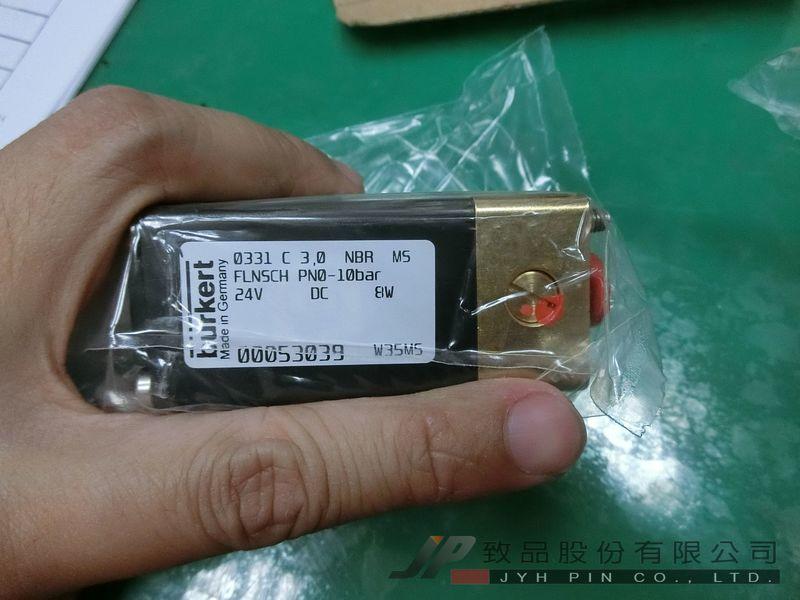 bürkert
Made in Germany
0331 C 3,0 NBR MS
FLNSCH PN0-10bar
24V DC 8W
00053039 W35MS
JP 致品股份有限公司
JYH PIN CO., LTD.